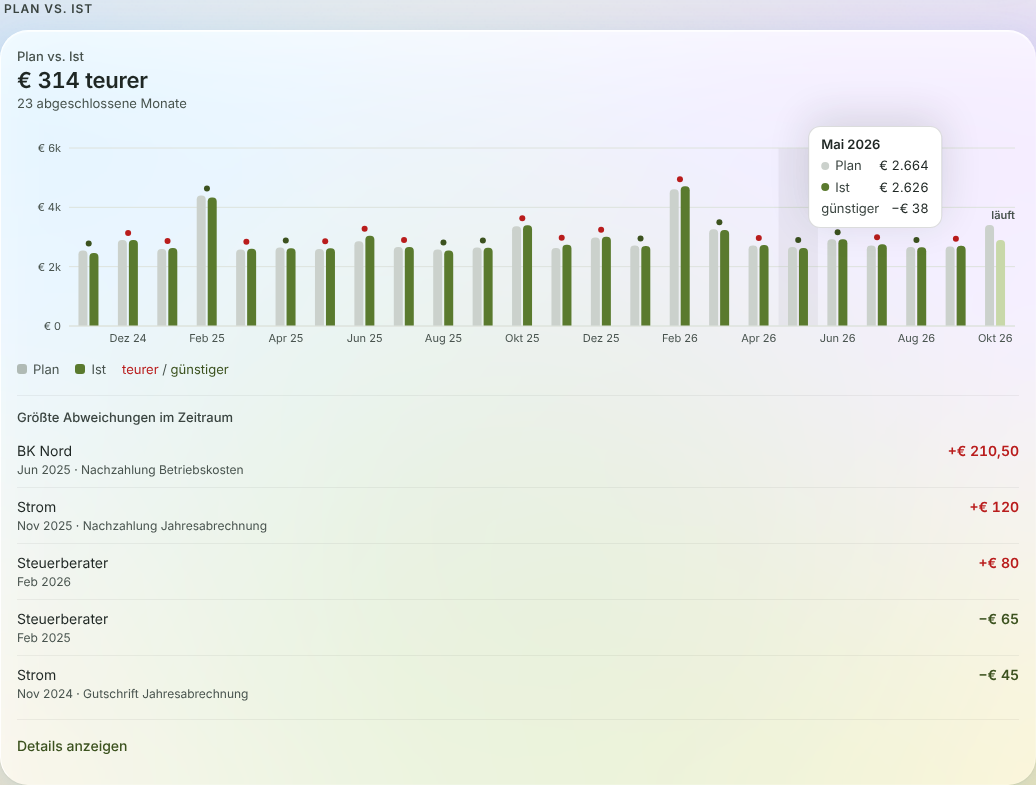 PLAN VS. IST
Plan vs. Ist
€ 314 teurer
23 abgeschlossene Monate
€ 6k
€ 4k
€ 2k
€ 0
Mai 2026
Plan € 2.664
Ist € 2.626
günstiger −€ 38
läuft
Dez 24 Feb 25 Apr 25 Jun 25 Aug 25 Okt 25 Dez 25 Feb 26 Apr 26 Jun 26 Aug 26 Okt 26
Plan Ist teurer / günstiger
Größte Abweichungen im Zeitraum
BK Nord +€ 210,50
Jun 2025 · Nachzahlung Betriebskosten
Strom +€ 120
Nov 2025 · Nachzahlung Jahresabrechnung
Steuerberater +€ 80
Feb 2026
Steuerberater −€ 65
Feb 2025
Strom −€ 45
Nov 2024 · Gutschrift Jahresabrechnung
Details anzeigen